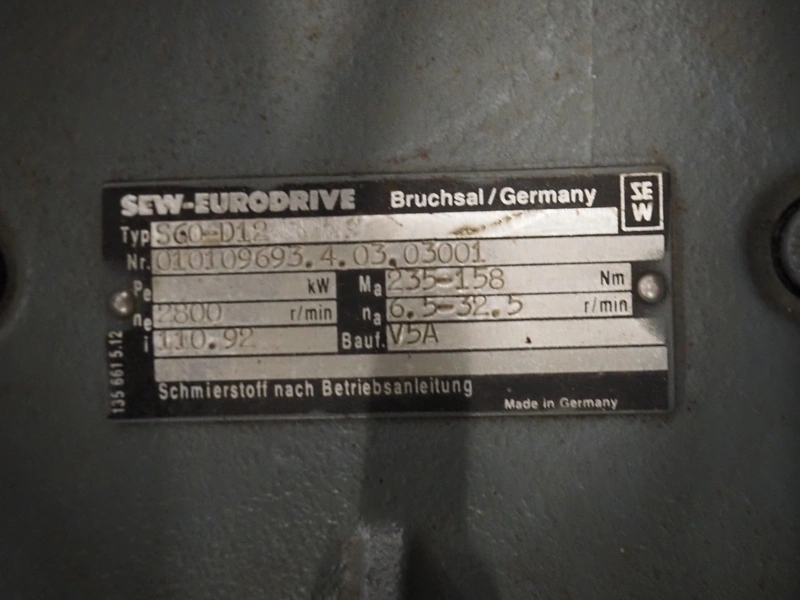 SEW-EURODRIVE Bruchsal/Germany SEW
Typ S60-D12
Nr. 010109693.4.03.03001
Pe kW Ma 235-158 Nm
ne 2800 r/min na 6.5-32.5 r/min
i 110.92 Bauf. V5A
Schmierstoff nach Betriebsanleitung
Made in Germany
135 661 5.12